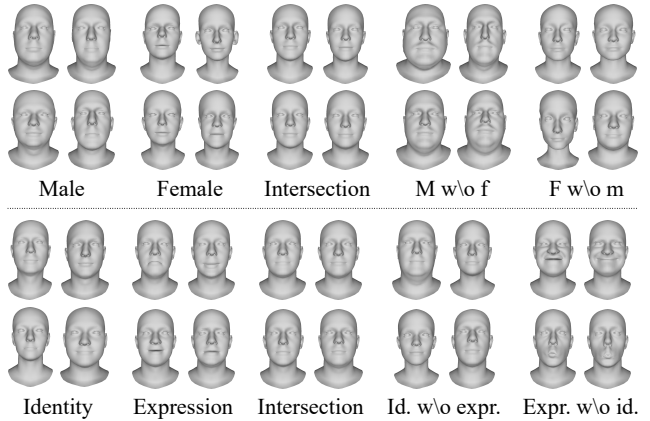 Male Female Intersection M w\o f F w\o m
Identity Expression Intersection Id. w\o expr. Expr. w\o id.